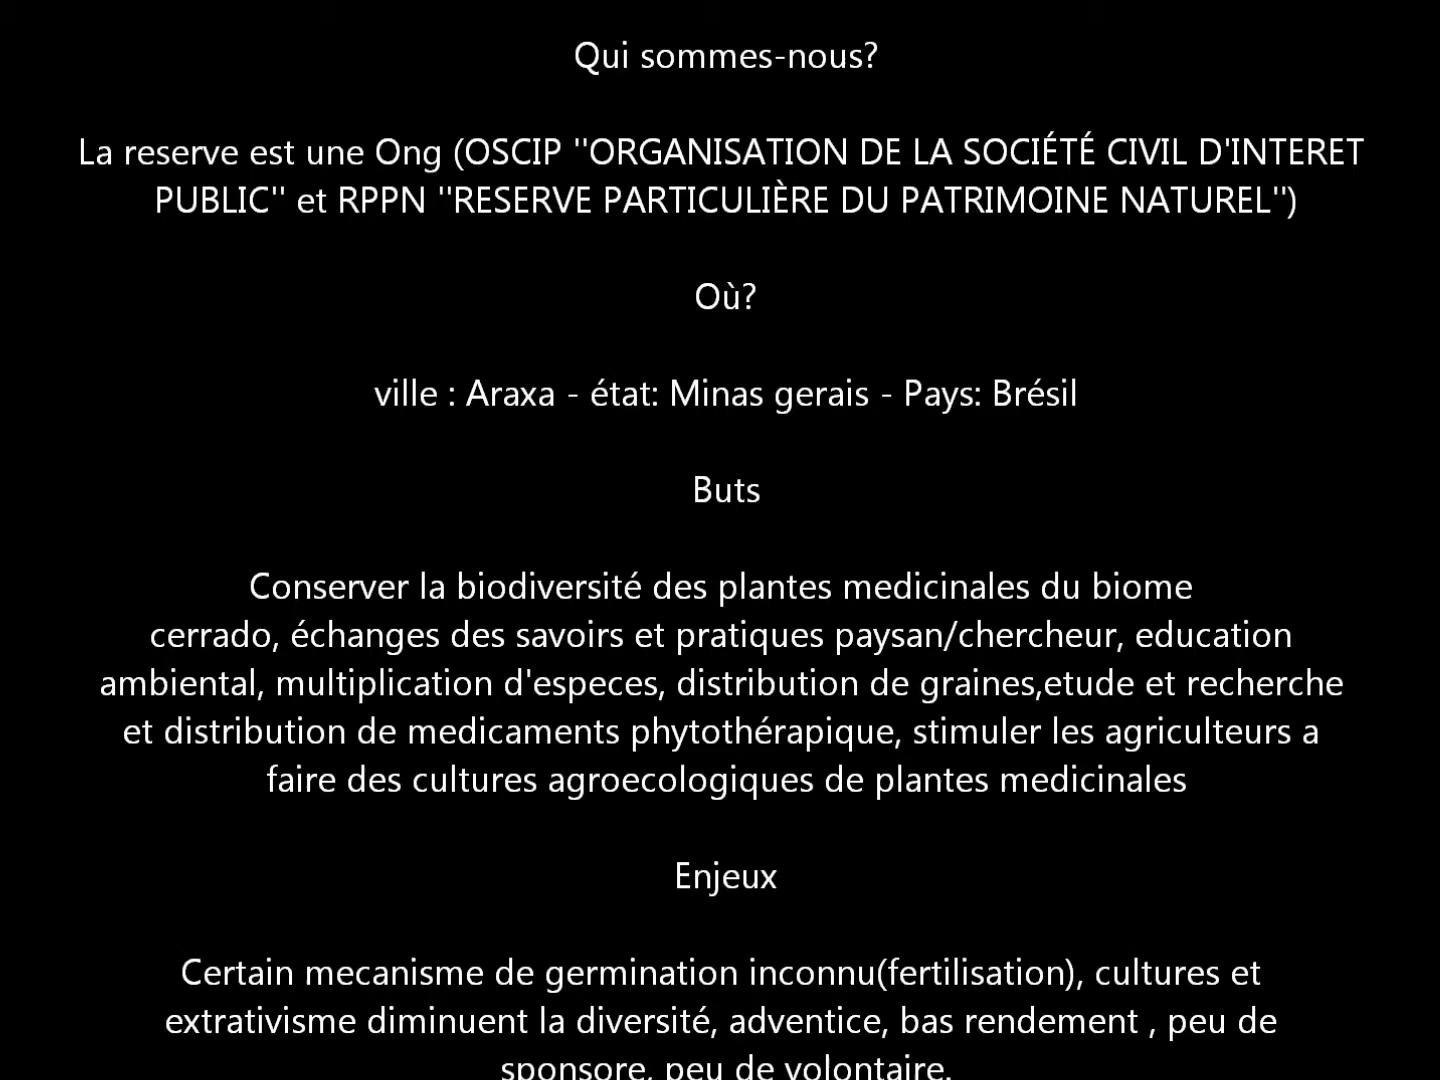 Qui sommes-nous?
La reserve est une Ong (OSCIP ''ORGANISATION DE LA SOCIÉTÉ CIVIL D'INTERET
PUBLIC'' et RPPN ''RESERVE PARTICULIÈRE DU PATRIMOINE NATUREL'')
Où?
ville : Araxa - état: Minas gerais - Pays: Brésil
Buts
Conserver la biodiversité des plantes medicinales du biome
cerrado, échanges des savoirs et pratiques paysan/chercheur, education
ambiental, multiplication d'especes, distribution de graines,etude et recherche
et distribution de medicaments phytothérapique, stimuler les agriculteurs a
faire des cultures agroecologiques de plantes medicinales
Enjeux
Certain mecanisme de germination inconnu(fertilisation), cultures et
extrativisme diminuent la diversité, adventice, bas rendement , peu de
sponsore, peu de volontaire.